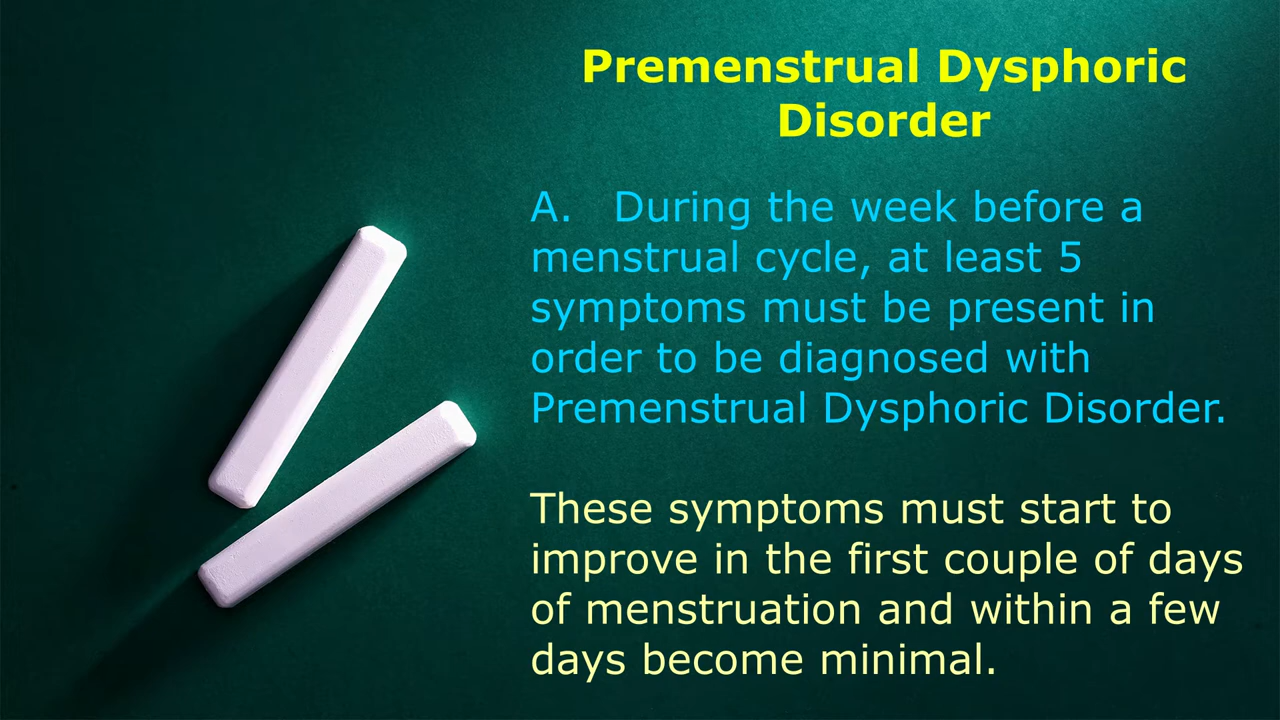 Premenstrual Dysphoric
Disorder
A. During the week before a
menstrual cycle, at least 5
symptoms must be present in
order to be diagnosed with
Premenstrual Dysphoric Disorder.
These symptoms must start to
improve in the first couple of days
of menstruation and within a few
days become minimal.